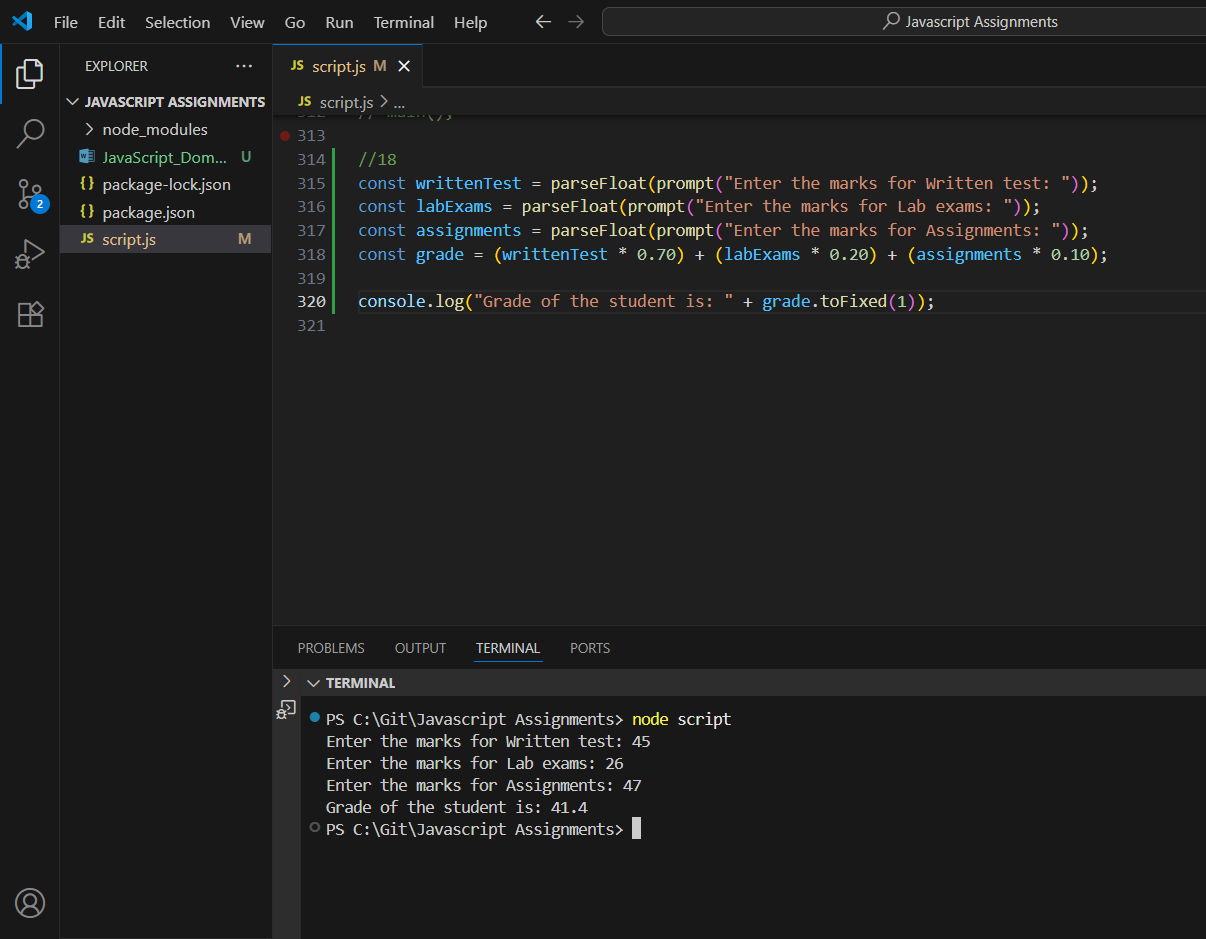 File Edit Selection View Go Run Terminal Help Javascript Assignments
EXPLORER ...
JAVASCRIPT ASSIGNMENTS
node_modules
JavaScript_Dom... U
{} package-lock.json
{} package.json
JS script.js M
2
JS script.js M
JS script.js > ...
312 // main();
313
314 //18
315 const writtenTest = parseFloat(prompt("Enter the marks for Written test: "));
316 const labExams = parseFloat(prompt("Enter the marks for Lab exams: "));
317 const assignments = parseFloat(prompt("Enter the marks for Assignments: "));
318 const grade = (writtenTest * 0.70) + (labExams * 0.20) + (assignments * 0.10);
319
320 console.log("Grade of the student is: " + grade.toFixed(1));
321
PROBLEMS OUTPUT TERMINAL PORTS
TERMINAL
PS C:\Git\Javascript Assignments> node script
Enter the marks for Written test: 45
Enter the marks for Lab exams: 26
Enter the marks for Assignments: 47
Grade of the student is: 41.4
PS C:\Git\Javascript Assignments>